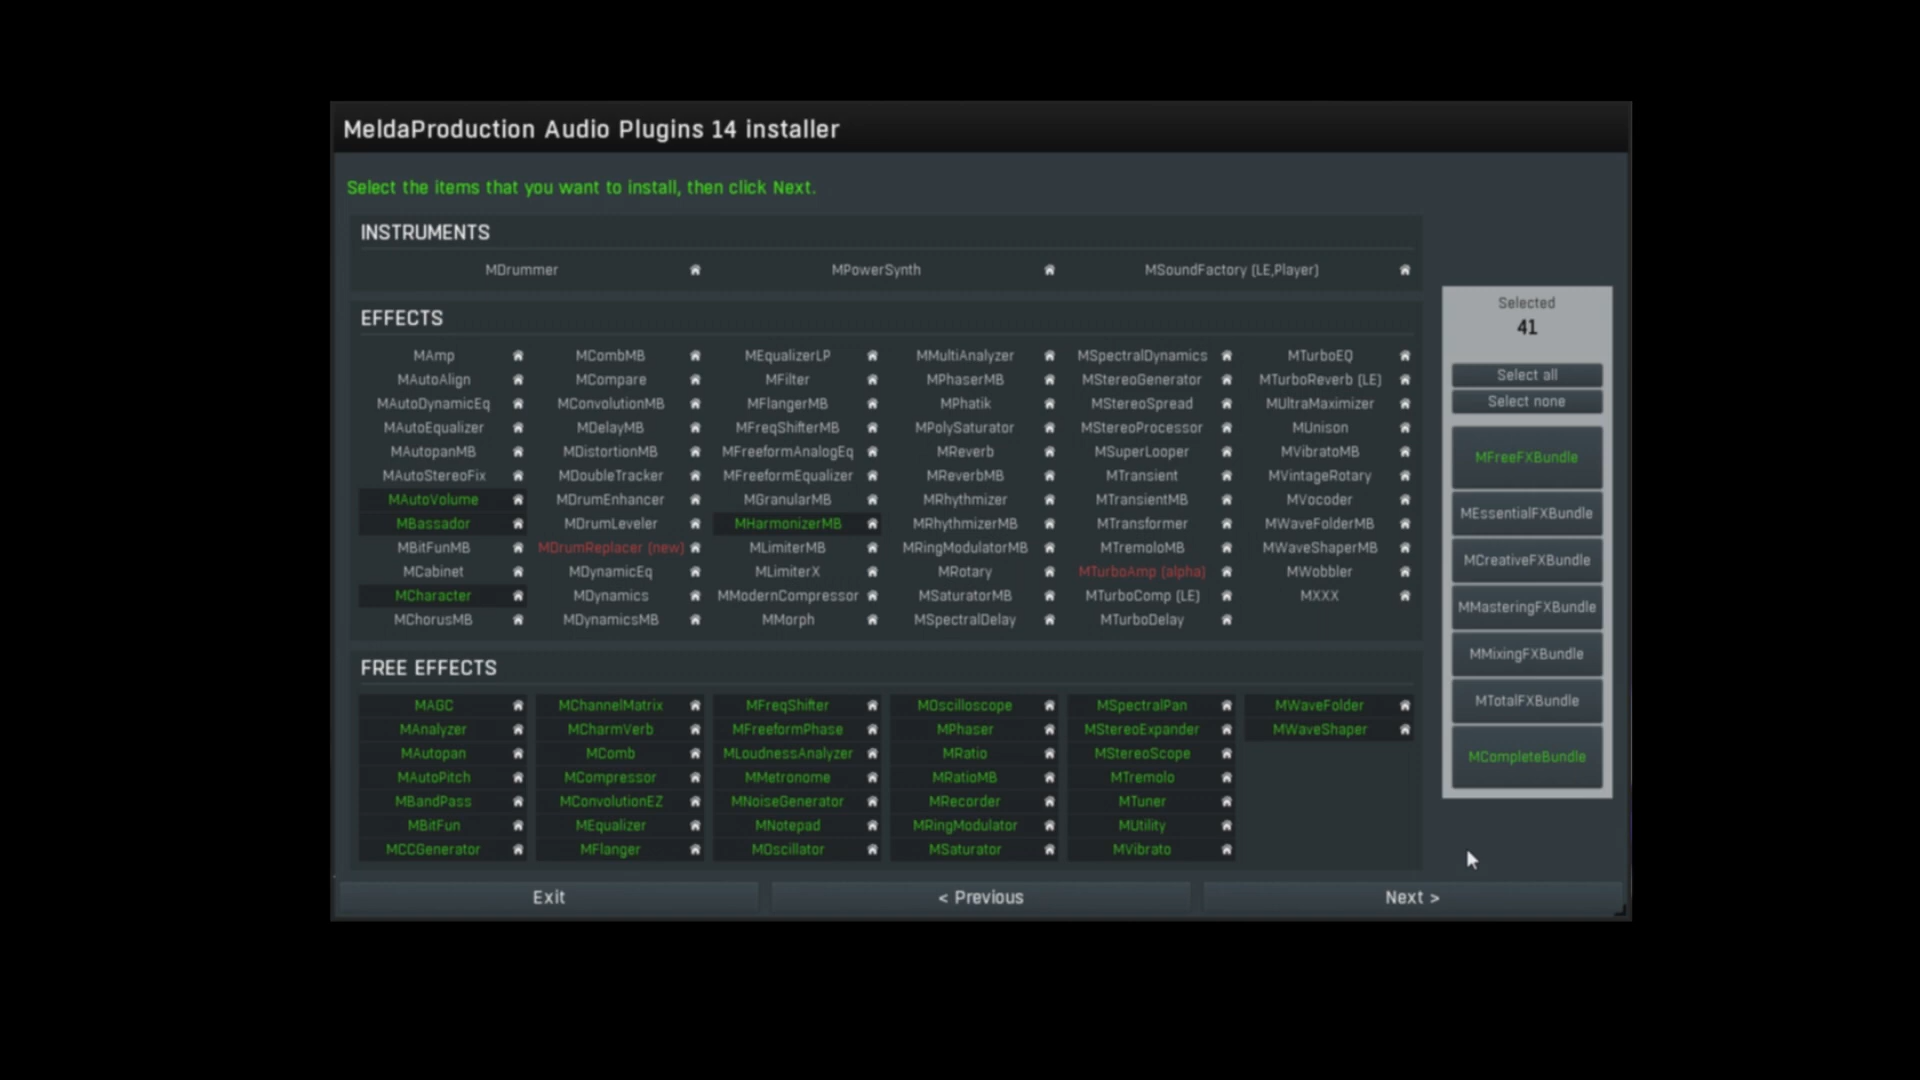 MeldaProduction Audio Plugins 14 installer
Select the items that you want to install, then click Next.
INSTRUMENTS
MDrummer MPowerSynth MSoundFactory (LE,Player)
EFFECTS
MAmp MCombMB MEqualizerLP MMultiAnalyzer MSpectralDynamics MTurboEQ
MAutoAlign MCompare MFilter MPhaserMB MStereoGenerator MTurboReverb (LE)
MAutoDynamicEq MConvolutionMB MFlangerMB MPhatik MStereoSpread MUltraMaximizer
MAutoEqualizer MDelayMB MFreqShifterMB MPolySaturator MStereoProcessor MUnison
MAutopanMB MDistortionMB MFreeformAnalogEq MReverb MSuperLooper MVibratoMB
MAutoStereoFix MDoubleTracker MFreeformEqualizer MReverbMB MTransient MVintageRotary
MAutoVolume MDrumEnhancer MGranularMB MRhythmizer MTransientMB MVocoder
MBassador MDrumLeveler MHarmonizerMB MRhythmizerMB MTransformer MWaveFolderMB
MBitFunMB MDrumReplacer (new) MLimiterMB MRingModulatorMB MTremoloMB MWaveShaperMB
MCabinet MDynamicEq MLimiterX MRotary MTurboAmp (alpha) MWobbler
MCharacter MDynamics MModernCompressor MSaturatorMB MTurboComp (LE) MXXX
MChorusMB MDynamicsMB MMorph MSpectralDelay MTurboDelay
FREE EFFECTS
MAGC MChannelMatrix MFreqShifter MOscilloscope MSpectralPan MWaveFolder
MAnalyzer MCharmVerb MFreeformPhase MPhaser MStereoExpander MWaveShaper
MAutopan MComb MLoudnessAnalyzer MRatio MStereoScope
MAutoPitch MCompressor MMetronome MRatioMB MTremolo
MBandPass MConvolutionEZ MNoiseGenerator MRecorder MTuner
MBitFun MEqualizer MNotepad MRingModulator MUtility
MCCGenerator MFlanger MOscillator MSaturator MVibrato
Selected
41
Select all
Select none
MFreeFXBundle
MEssentialFXBundle
MCreativeFXBundle
MMasteringFXBundle
MMixingFXBundle
MTotalFXBundle
MCompleteBundle
Exit < Previous Next >